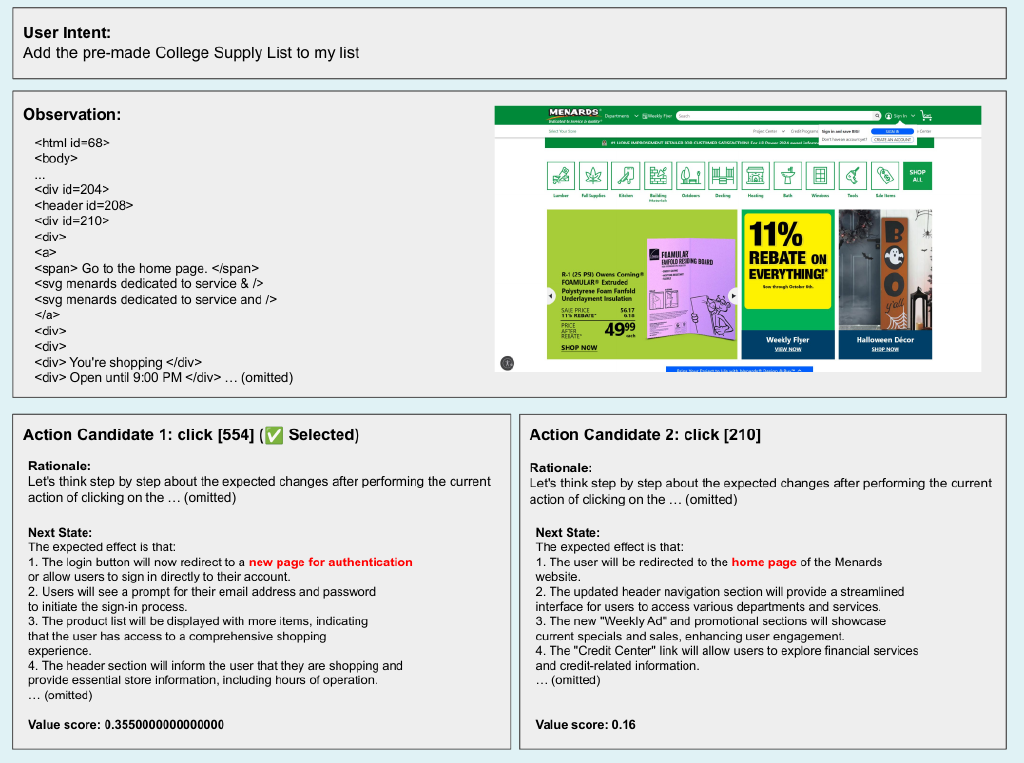 User Intent:
Add the pre-made College Supply List to my list
Observation:
<html id=68>
<body>
...
<div id=204>
<header id=208>
<div id=210>
<div>
<a>
<span> Go to the home page. </span>
<svg menards dedicated to service & />
<svg menards dedicated to service and />
</a>
<div>
<div>
<div> You're shopping </div>
<div> Open until 9:00 PM </div> … (omitted)
MENARDS
Departments Weekly Flyer Search Sign In
Select Your Store Project Center Credit Programs
Sign in and save BIG! SIGN IN
Don't have an account yet? CREATE AN ACCOUNT
Lumber Fall Supplies Kitchen Building Materials Outdoors Decking Heating Bath Windows Tools Sale Items SHOP ALL
R-1 (25 PSI) Owens Corning®
FOAMULAR® Extruded
Polystyrene Foam Fanfold
Underlayment Insulation
SALE PRICE 56.17
11% REBATE* 6.18
PRICE AFTER REBATE* 49 99 each
SHOP NOW
FOAMULAR
FANFOLD RESIDING BOARD
11%
REBATE ON
EVERYTHING!*
Now through October 6th.
Weekly Flyer
VIEW NOW
BOO
y'all
Halloween Décor
SHOP NOW
Action Candidate 1: click [554] (✅ Selected)
Rationale:
Let's think step by step about the expected changes after performing the current
action of clicking on the … (omitted)
Next State:
The expected effect is that:
1. The login button will now redirect to a new page for authentication
or allow users to sign in directly to their account.
2. Users will see a prompt for their email address and password
to initiate the sign-in process.
3. The product list will be displayed with more items, indicating
that the user has access to a comprehensive shopping
experience.
4. The header section will inform the user that they are shopping and
provide essential store information, including hours of operation.
… (omitted)
Value score: 0.3550000000000000
Action Candidate 2: click [210]
Rationale:
Let's think step by step about the expected changes after performing the current
action of clicking on the … (omitted)
Next State:
The expected effect is that:
1. The user will be redirected to the home page of the Menards
website.
2. The updated header navigation section will provide a streamlined
interface for users to access various departments and services.
3. The new "Weekly Ad" and promotional sections will showcase
current specials and sales, enhancing user engagement.
4. The "Credit Center" link will allow users to explore financial services
and credit-related information.
… (omitted)
Value score: 0.16